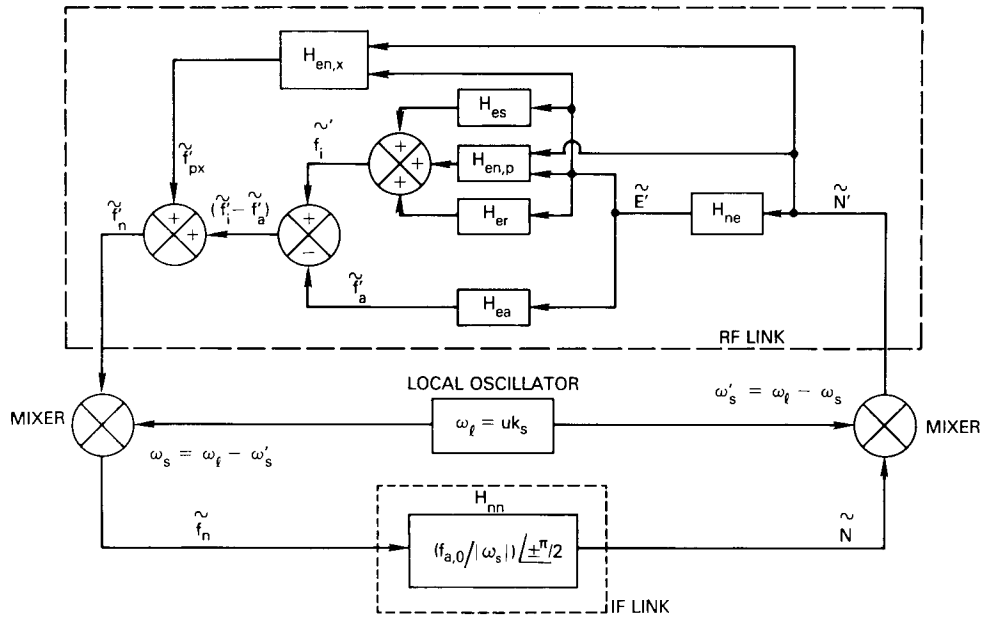 H_en,x
H_es
f̃_i'
+
+ +
+
H_en,p
f̃'_px
H_er
Ẽ'
H_ne
Ñ'
f̃'_n
+
+
(f̃'_i - f̃'_a)
+
−
f̃'_a
H_ea
RF LINK
LOCAL OSCILLATOR
ω'_s = ω_ℓ − ω_s
MIXER
ω_ℓ = uk_s
MIXER
ω_s = ω_ℓ − ω'_s
H_nn
f̃_n
(f_a,0/|ω_s|) ∠±π/2
Ñ
IF LINK